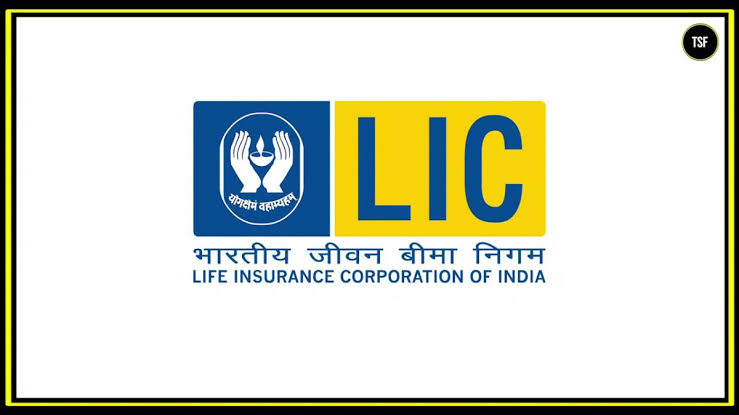 TSF
LIC
योगक्षेमं वहाम्यहम्
भारतीय जीवन बीमा निगम
LIFE INSURANCE CORPORATION OF INDIA